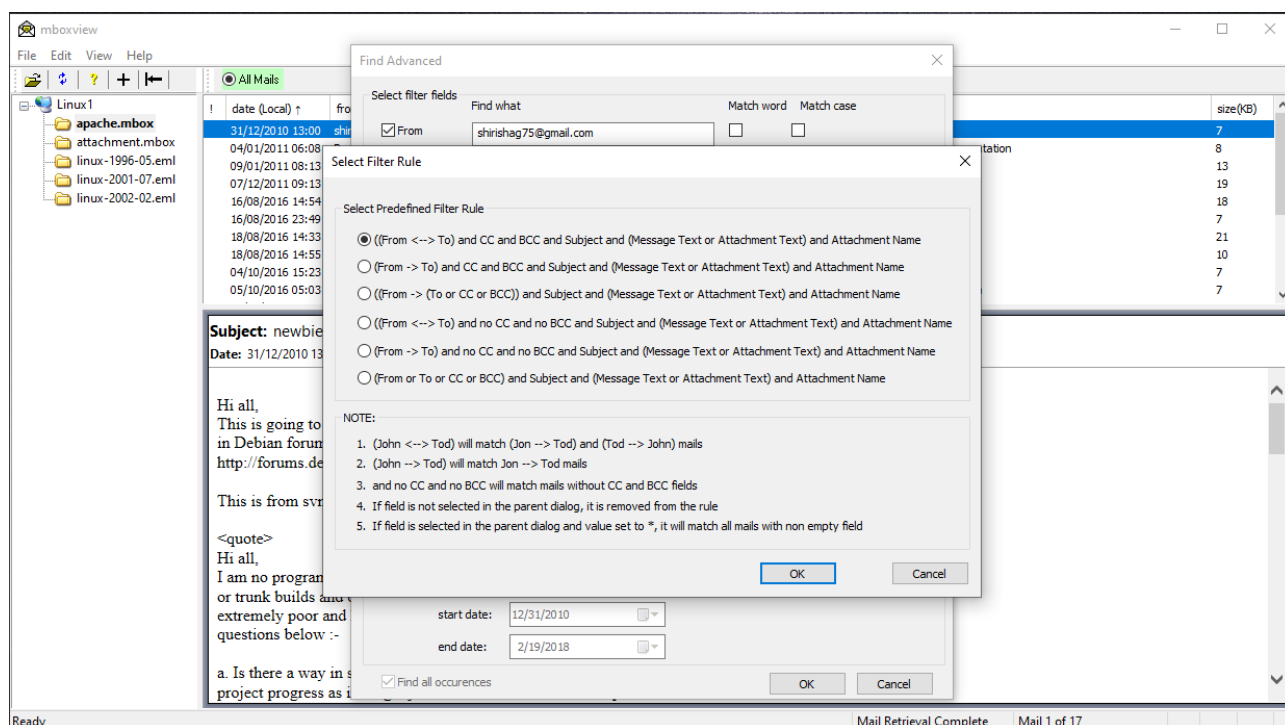 mboxview
File Edit View Help
All Mails
Linux1
apache.mbox
attachment.mbox
linux-1996-05.eml
linux-2001-07.eml
linux-2002-02.eml
! date (Local) ↑ fro size(KB)
31/12/2010 13:00 shir 7
04/01/2011 06:08 tation 8
09/01/2011 08:13 13
07/12/2011 09:13 19
16/08/2016 14:54 18
16/08/2016 23:49 7
18/08/2016 14:33 21
18/08/2016 14:55 10
04/10/2016 15:23 7
05/10/2016 05:03 7
Find Advanced
Select filter fields
Find what Match word Match case
From shirishag75@gmail.com
Select Filter Rule
Select Predefined Filter Rule
((From <--> To) and CC and BCC and Subject and (Message Text or Attachment Text) and Attachment Name
(From -> To) and CC and BCC and Subject and (Message Text or Attachment Text) and Attachment Name
((From -> (To or CC or BCC)) and Subject and (Message Text or Attachment Text) and Attachment Name
((From <--> To) and no CC and no BCC and Subject and (Message Text or Attachment Text) and Attachment Name
(From -> To) and no CC and no BCC and Subject and (Message Text or Attachment Text) and Attachment Name
(From or To or CC or BCC) and Subject and (Message Text or Attachment Text) and Attachment Name
NOTE:
1. (John <--> Tod) will match (Jon --> Tod) and (Tod --> John) mails
2. (John --> Tod) will match Jon --> Tod mails
3. and no CC and no BCC will match mails without CC and BCC fields
4. If field is not selected in the parent dialog, it is removed from the rule
5. If field is selected in the parent dialog and value set to *, it will match all mails with non empty field
OK Cancel
start date: 12/31/2010
end date: 2/19/2018
Find all occurences
OK Cancel
Subject: newbie
Date: 31/12/2010 13
Hi all,
This is going to
in Debian forum
http://forums.de
This is from svn
<quote>
Hi all,
I am no program
or trunk builds and
extremely poor and
questions below :-
a. Is there a way in s
project progress as i
Ready Mail Retrieval Complete Mail 1 of 17